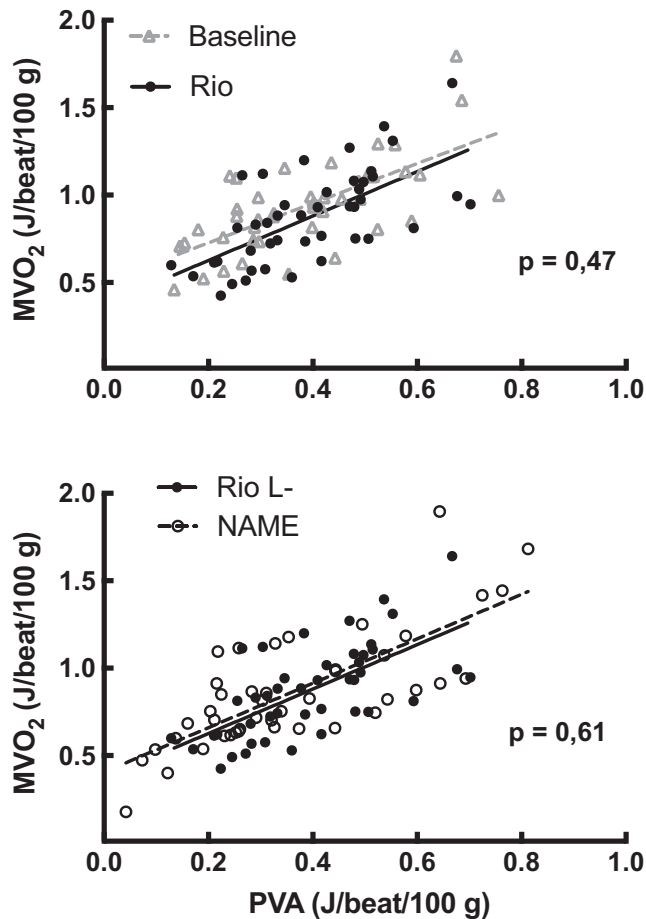 2.0
Baseline
Rio
1.5
1.0
0.5
p = 0,47
0.0 0.2 0.4 0.6 0.8 1.0
MVO₂ (J/beat/100 g)
2.0
Rio L-
NAME
1.5
1.0
0.5
p = 0,61
0.0 0.2 0.4 0.6 0.8 1.0
MVO₂ (J/beat/100 g)
PVA (J/beat/100 g)